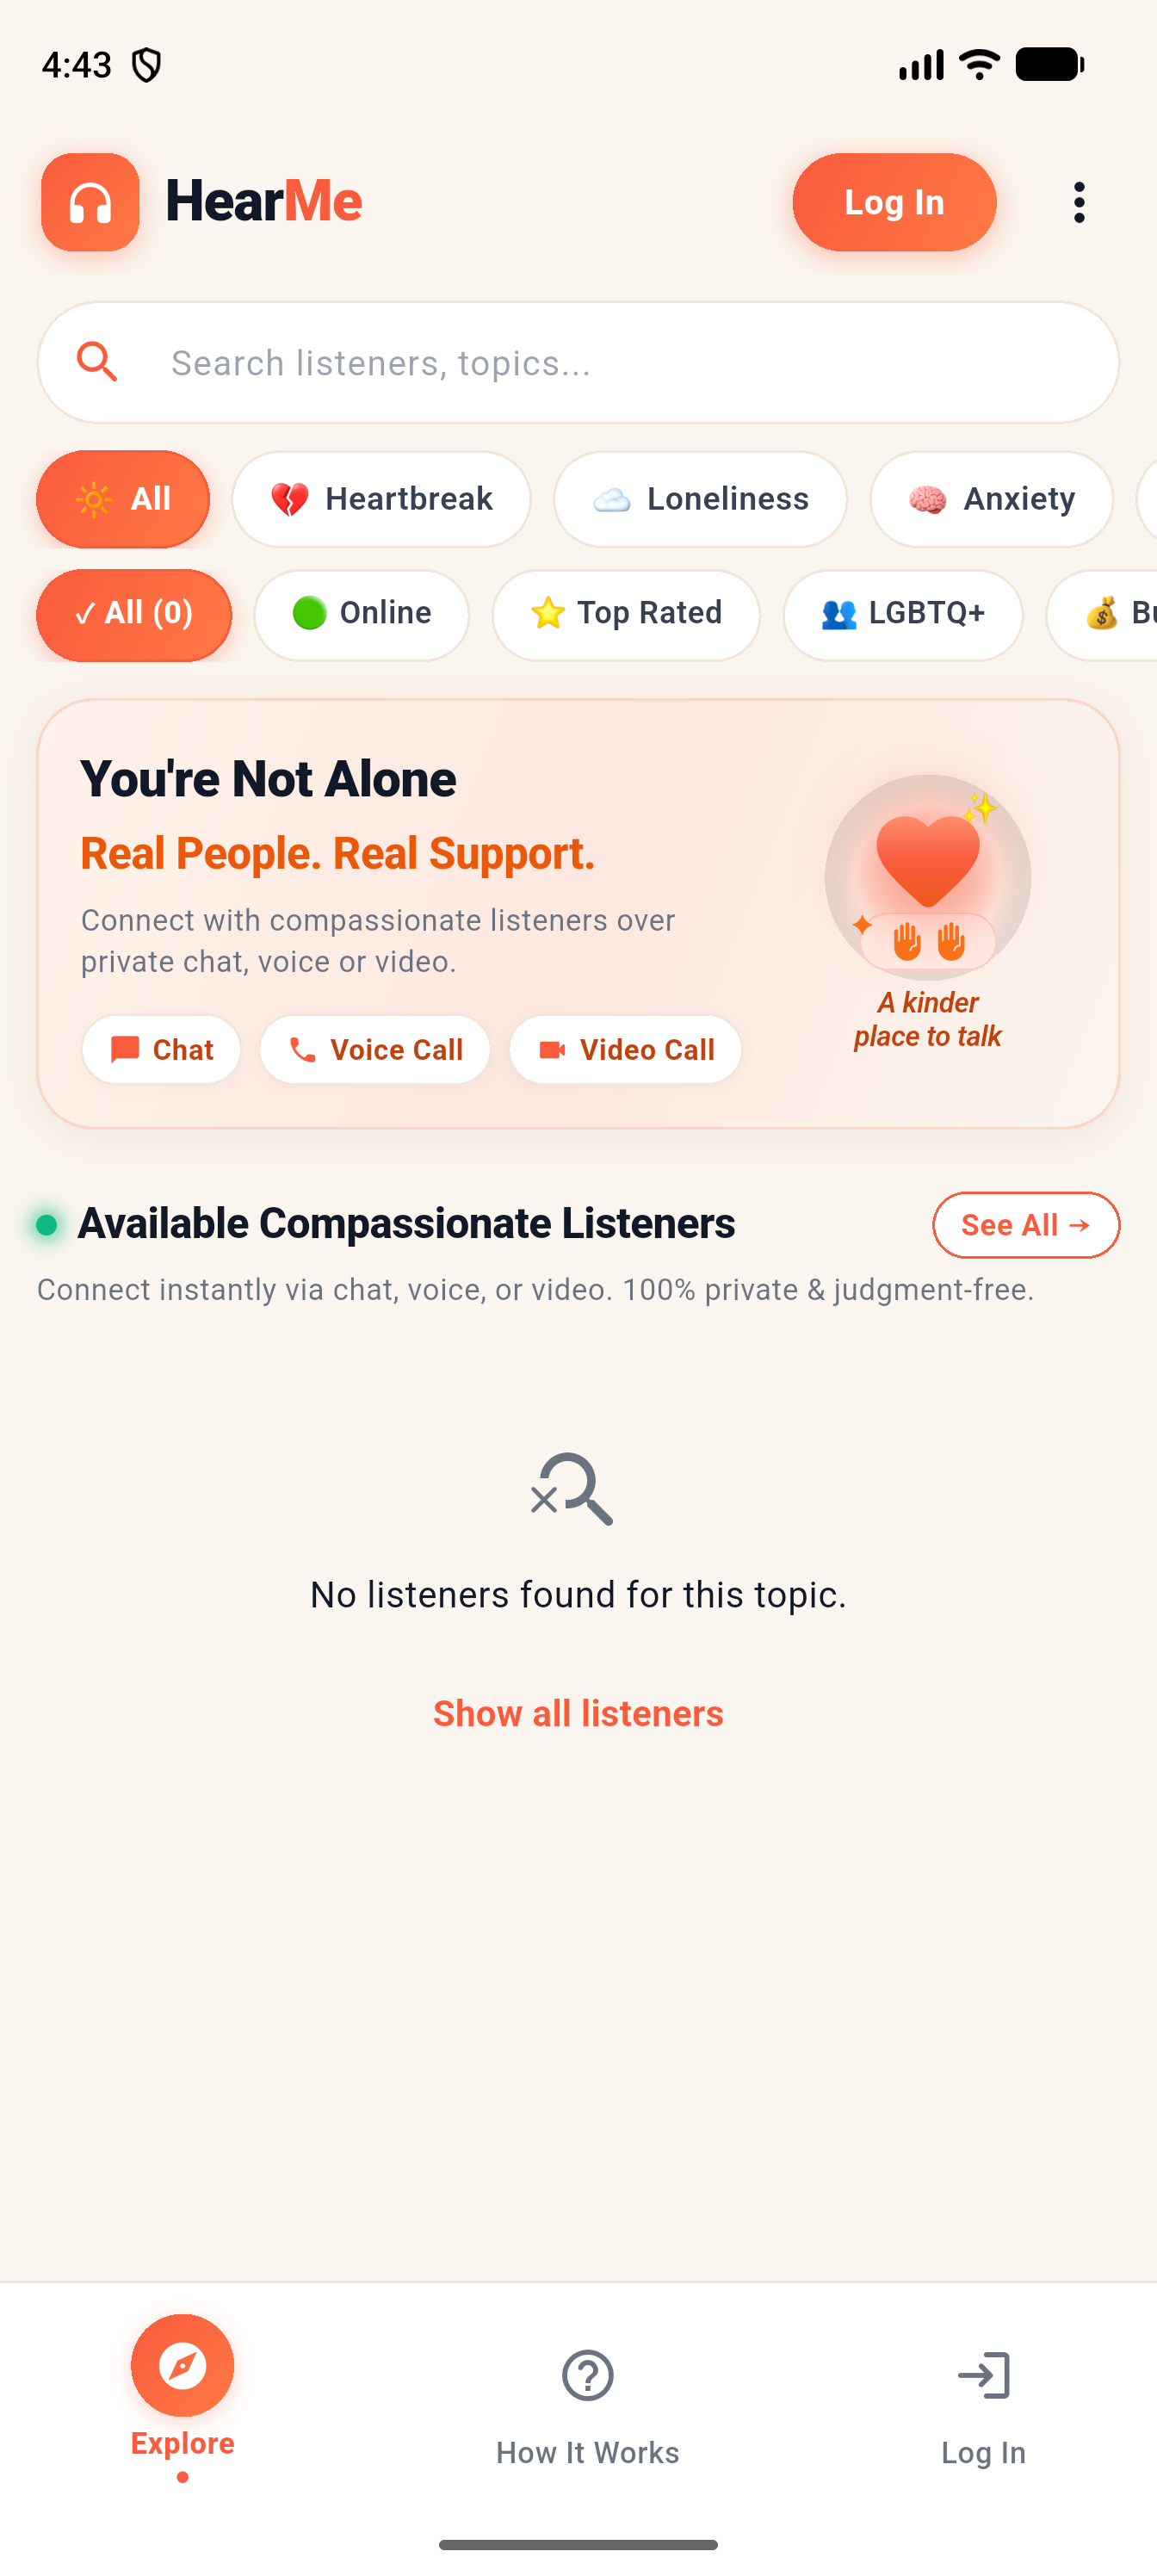 4:43
HearMe
Log In
Search listeners, topics...
All
Heartbreak
Loneliness
Anxiety
✓ All (0)
Online
Top Rated
LGBTQ+
Bu
You're Not Alone
Real People. Real Support.
Connect with compassionate listeners over
private chat, voice or video.
Chat
Voice Call
Video Call
A kinder
place to talk
Available Compassionate Listeners
See All →
Connect instantly via chat, voice, or video. 100% private & judgment-free.
No listeners found for this topic.
Show all listeners
Explore
How It Works
Log In